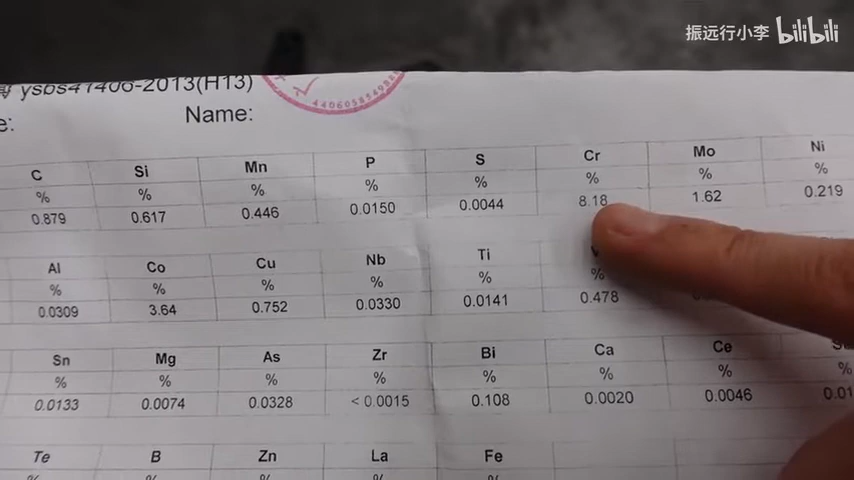 振远行小李 bilibili
ysbs41406-2013(H13)
4406058549888
e: Name:
C Si Mn P S Cr Mo Ni
% % % % % % % %
0.879 0.617 0.446 0.0150 0.0044 8.18 1.62 0.219
Al Co Cu Nb Ti
% % % % % %
0.0309 3.64 0.752 0.0330 0.0141 0.478
Sn Mg As Zr Bi Ca Ce
% % % % % % % %
0.0133 0.0074 0.0328 < 0.0015 0.108 0.0020 0.0046 0.01
Te B Zn La Fe
% % % % %